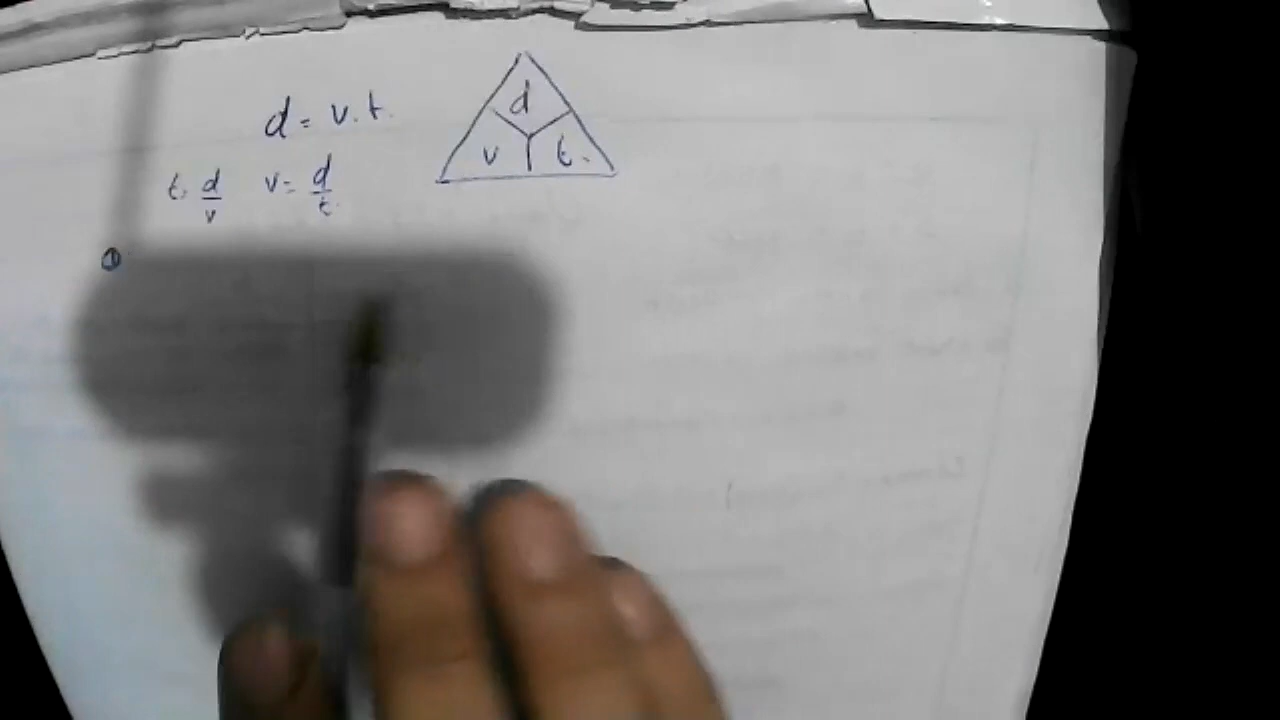 d = v.t.
d
v t.
t = d/v v = d/t.
①